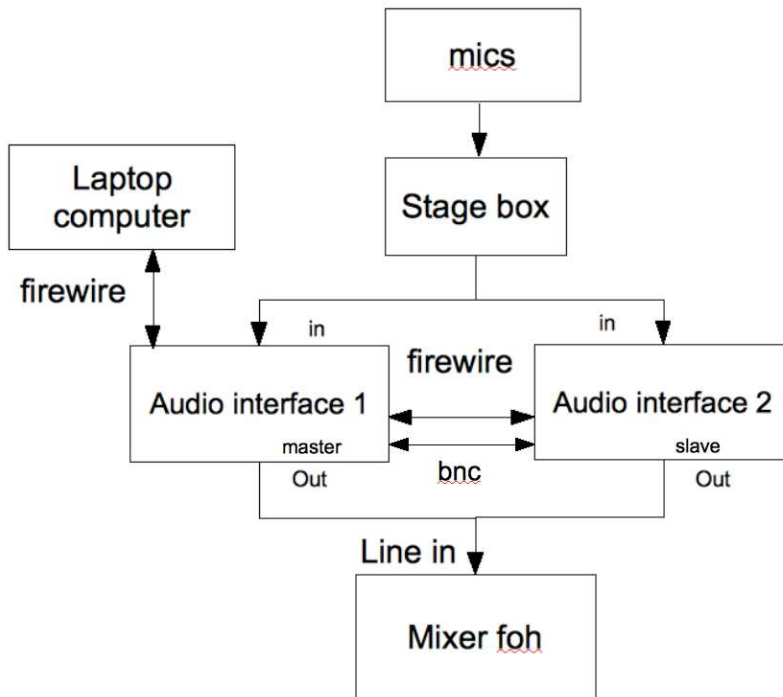 mics
Laptop
computer
Stage box
firewire
in
in
Audio interface 1
master
firewire
Audio interface 2
slave
bnc
Out
Out
Line in
Mixer foh